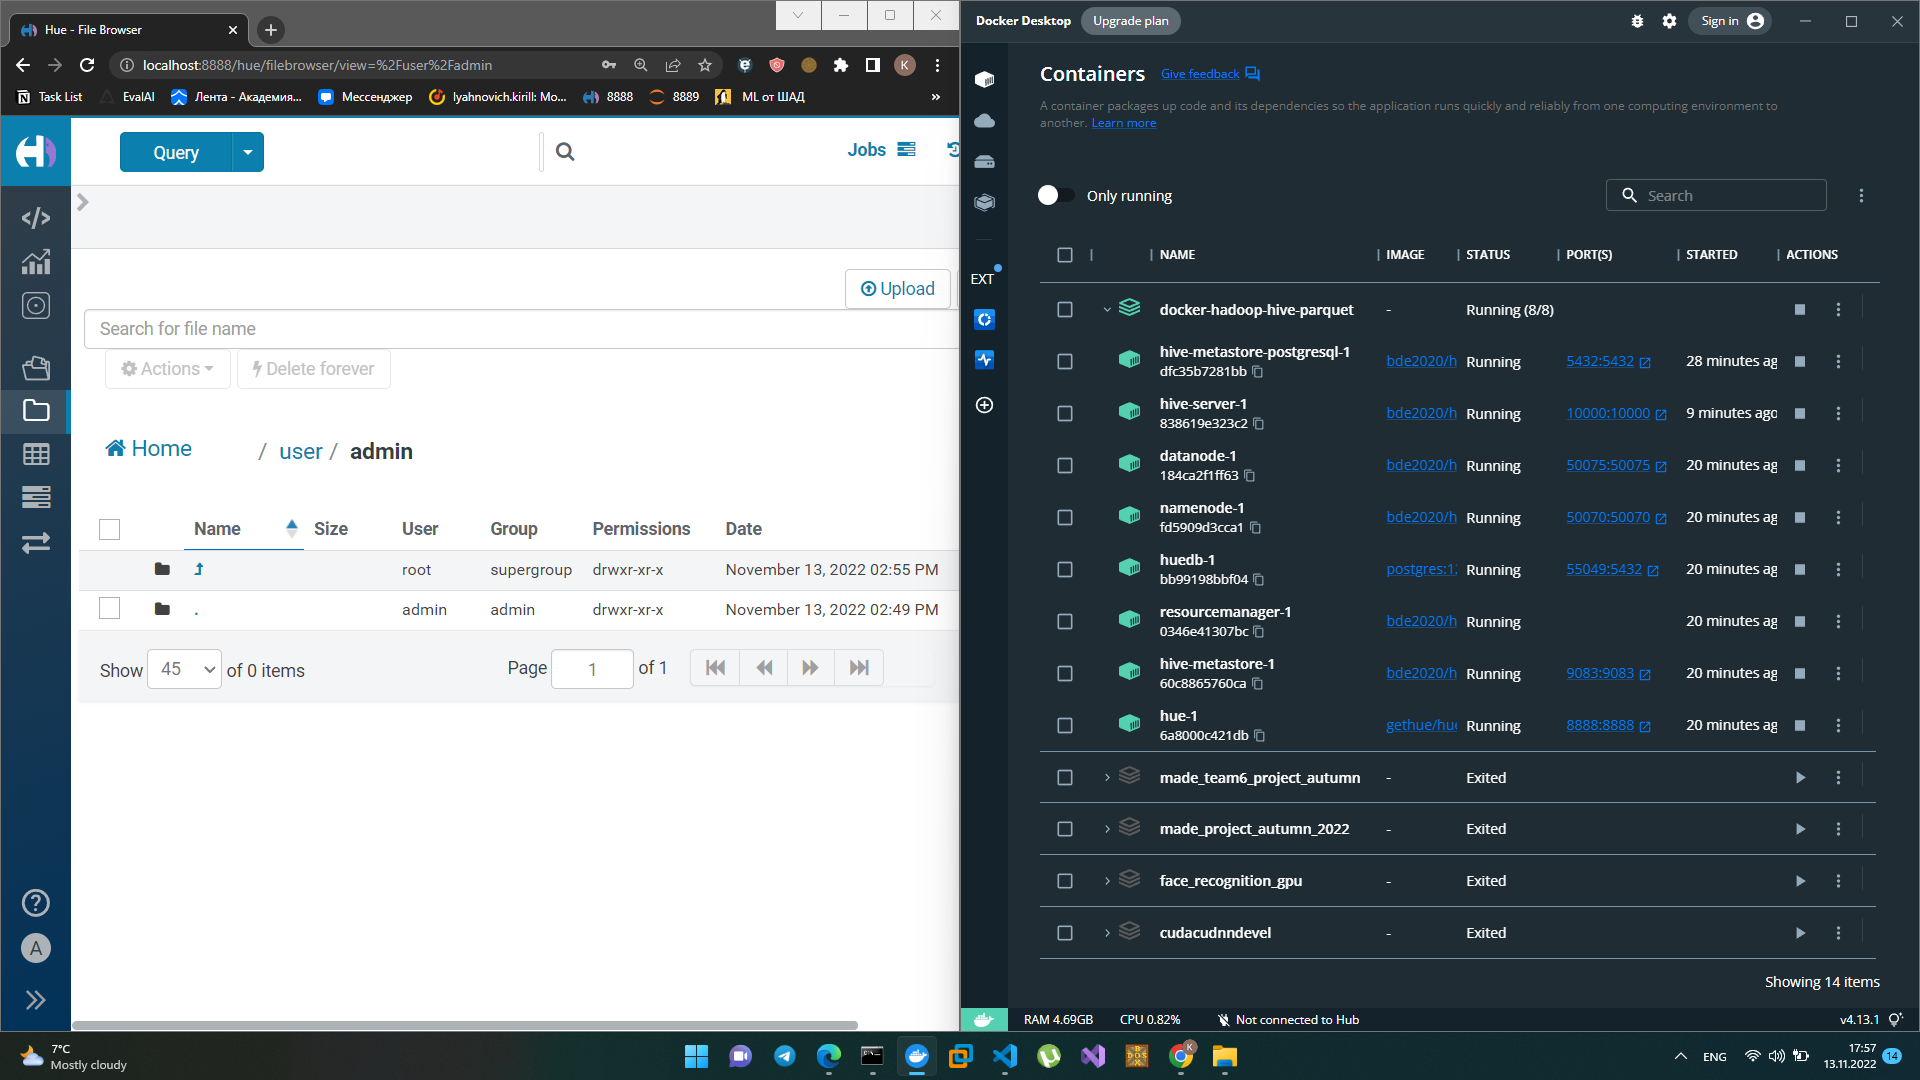 Hue - File Browser
localhost:8888/hue/filebrowser/view=%2Fuser%2Fadmin
K
Task List
EvalAI
Лента - Академия...
Мессенджер
lyahnovich.kirill: Mo...
8888
8889
ML от ШАД
»
Query
Jobs
Upload
Search for file name
Actions
Delete forever
Home / user / admin
Name Size User Group Permissions Date
root supergroup drwxr-xr-x November 13, 2022 02:55 PM
. admin admin drwxr-xr-x November 13, 2022 02:49 PM
Show 45 of 0 items
Page 1 of 1
A
Docker Desktop
Upgrade plan
Sign in
Containers
Give feedback
A container packages up code and its dependencies so the application runs quickly and reliably from one computing environment to
another. Learn more
Only running
Search
EXT
NAME IMAGE STATUS PORT(S) STARTED ACTIONS
docker-hadoop-hive-parquet - Running (8/8)
hive-metastore-postgresql-1
dfc35b7281bb
bde2020/h Running 5432:5432 28 minutes ag
hive-server-1
838619e323c2
bde2020/h Running 10000:10000 9 minutes ago
datanode-1
184ca2f1ff63
bde2020/h Running 50075:50075 20 minutes ag
namenode-1
fd5909d3cca1
bde2020/h Running 50070:50070 20 minutes ag
huedb-1
bb99198bbf04
postgres:12 Running 55049:5432 20 minutes ag
resourcemanager-1
0346e41307bc
bde2020/h Running 20 minutes ag
hive-metastore-1
60c8865760ca
bde2020/h Running 9083:9083 20 minutes ag
hue-1
6a8000c421db
gethue/hue Running 8888:8888 20 minutes ag
made_team6_project_autumn - Exited
made_project_autumn_2022 - Exited
face_recognition_gpu - Exited
cudacudnndevel - Exited
Showing 14 items
RAM 4.69GB
CPU 0.82%
Not connected to Hub
v4.13.1
7°C
Mostly cloudy
DOS
K
ENG
17:57
13.11.2022
14